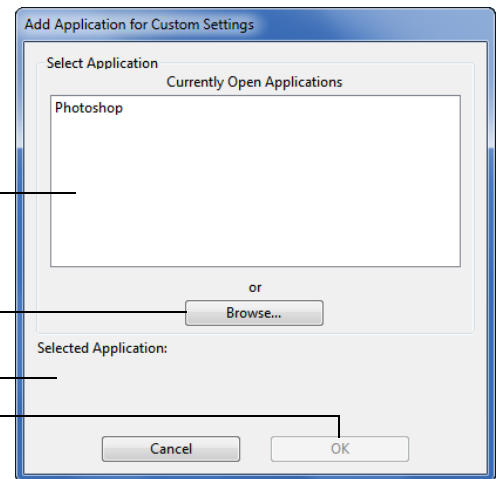 Add Application for Custom Settings
Select Application
Currently Open Applications
Photoshop
or
Browse...
Selected Application:
Cancel
OK